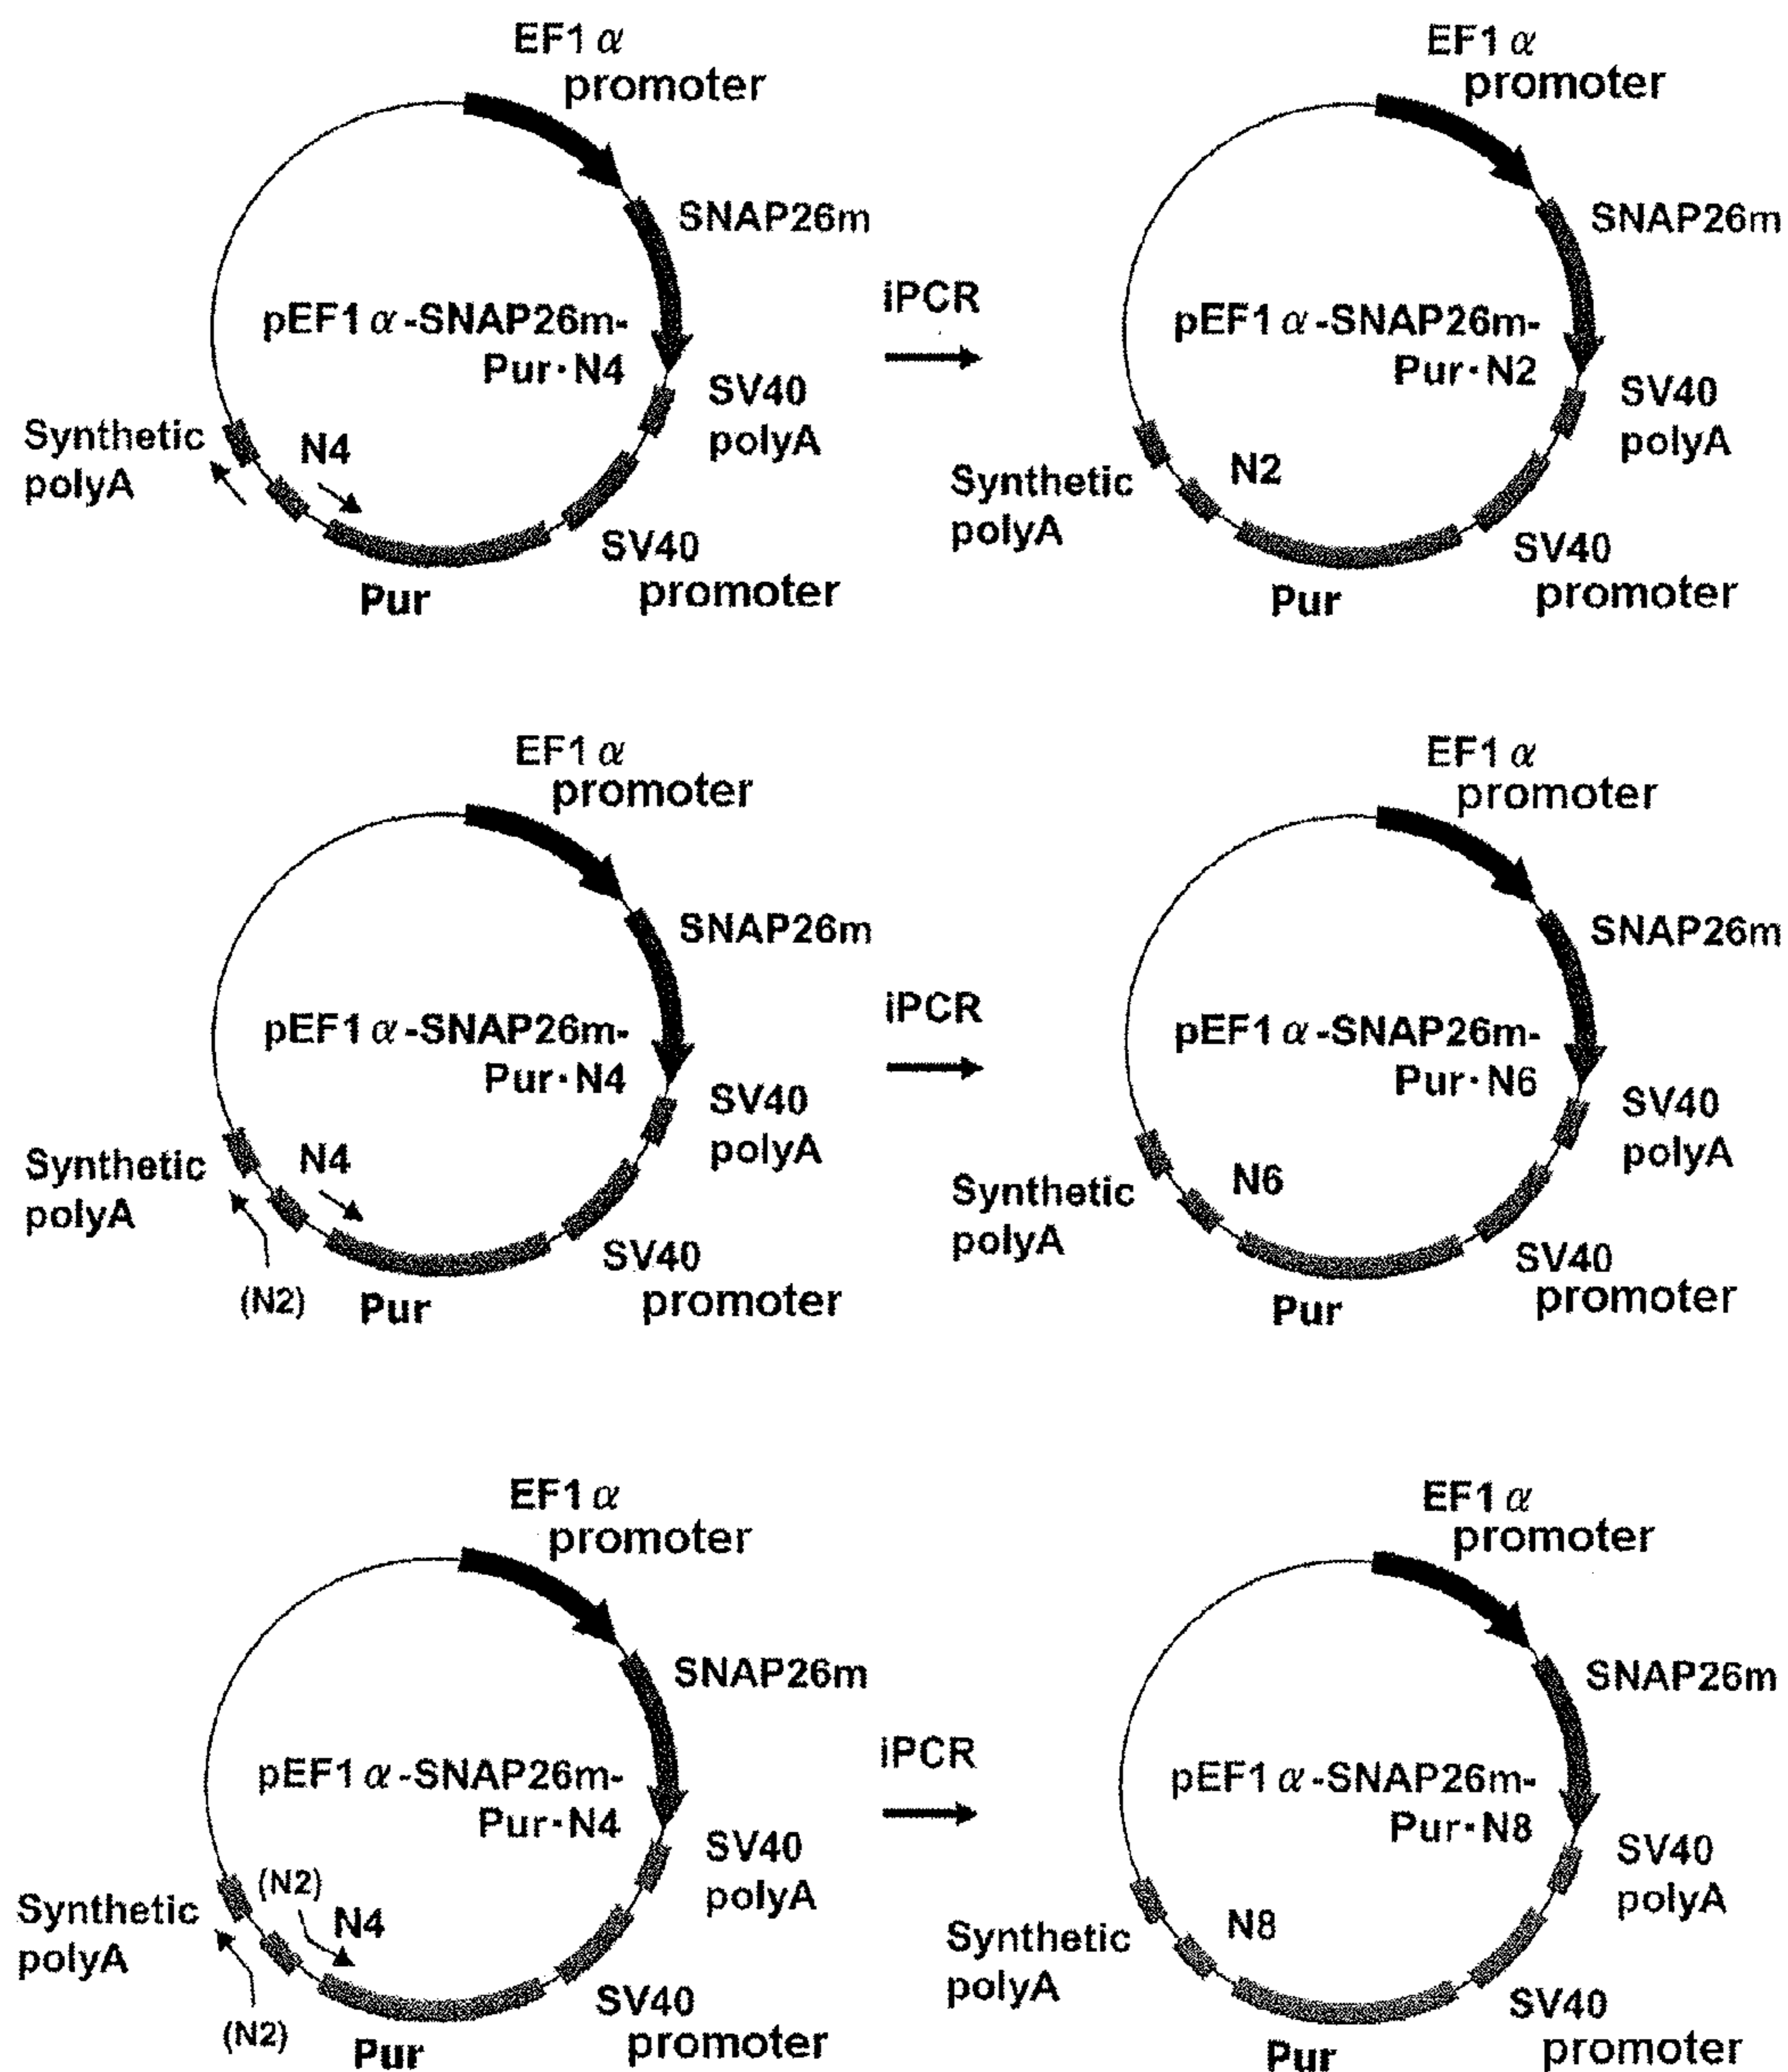 EF1α
promoter
SNAP26m
pEF1α-SNAP26m-
Pur·N4
SV40
polyA
Synthetic
polyA
N4
SV40
promoter
Pur
iPCR
EF1α
promoter
SNAP26m
pEF1α-SNAP26m-
Pur·N2
SV40
polyA
Synthetic
polyA
N2
SV40
promoter
Pur
EF1α
promoter
SNAP26m
pEF1α-SNAP26m-
Pur·N4
SV40
polyA
Synthetic
polyA
N4
(N2)
SV40
promoter
Pur
iPCR
EF1α
promoter
SNAP26m
pEF1α-SNAP26m-
Pur·N6
SV40
polyA
Synthetic
polyA
N6
SV40
promoter
Pur
EF1α
promoter
SNAP26m
pEF1α-SNAP26m-
Pur·N4
SV40
polyA
Synthetic
polyA
(N2)
N4
(N2)
SV40
promoter
Pur
iPCR
EF1α
promoter
SNAP26m
pEF1α-SNAP26m-
Pur·N8
SV40
polyA
Synthetic
polyA
N8
SV40
promoter
Pur